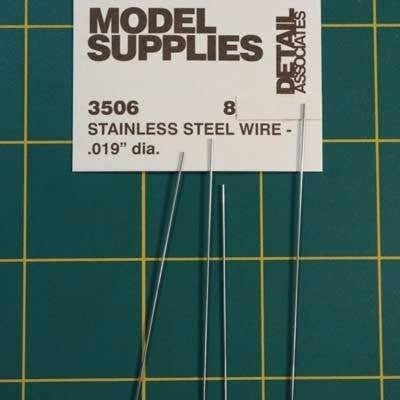 MODEL
SUPPLIES
DETAIL
ASSOCIATES
3506 8
STAINLESS STEEL WIRE -
.019” dia.